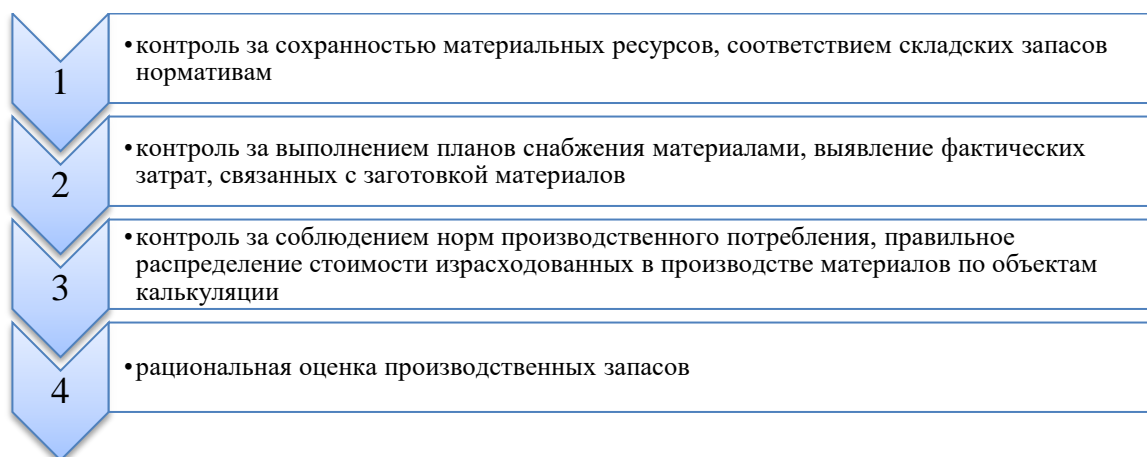 1
•контроль за сохранностью материальных ресурсов, соответствием складских запасов
нормативам
2
•контроль за выполнением планов снабжения материалами, выявление фактических
затрат, связанных с заготовкой материалов
3
•контроль за соблюдением норм производственного потребления, правильное
распределение стоимости израсходованных в производстве материалов по объектам
калькуляции
4
•рациональная оценка производственных запасов